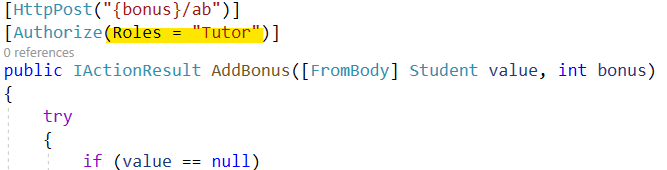 [HttpPost("{bonus}/ab")]
[Authorize(Roles = "Tutor")]
0 references
public IActionResult AddBonus([FromBody] Student value, int bonus)
{
try
{
if (value == null)